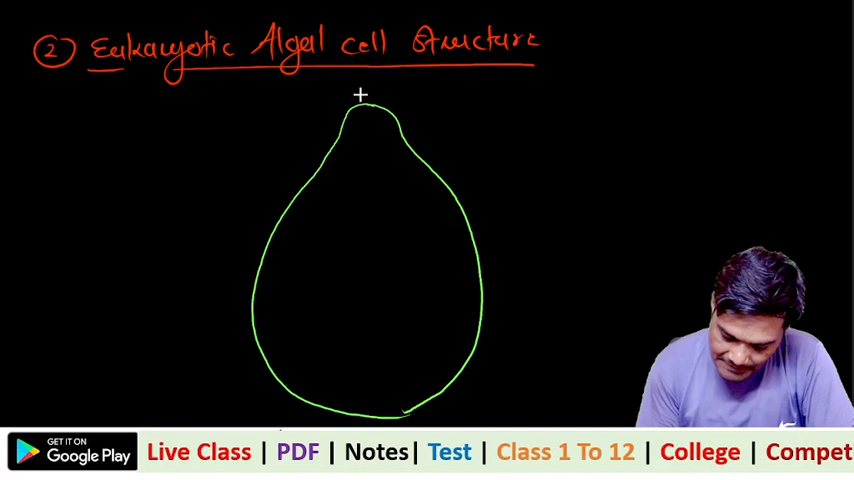 ② Eukaryotic Algal cell Structure
GET IT ON
Google Play
Live Class | PDF | Notes| Test | Class 1 To 12 | College | Compet